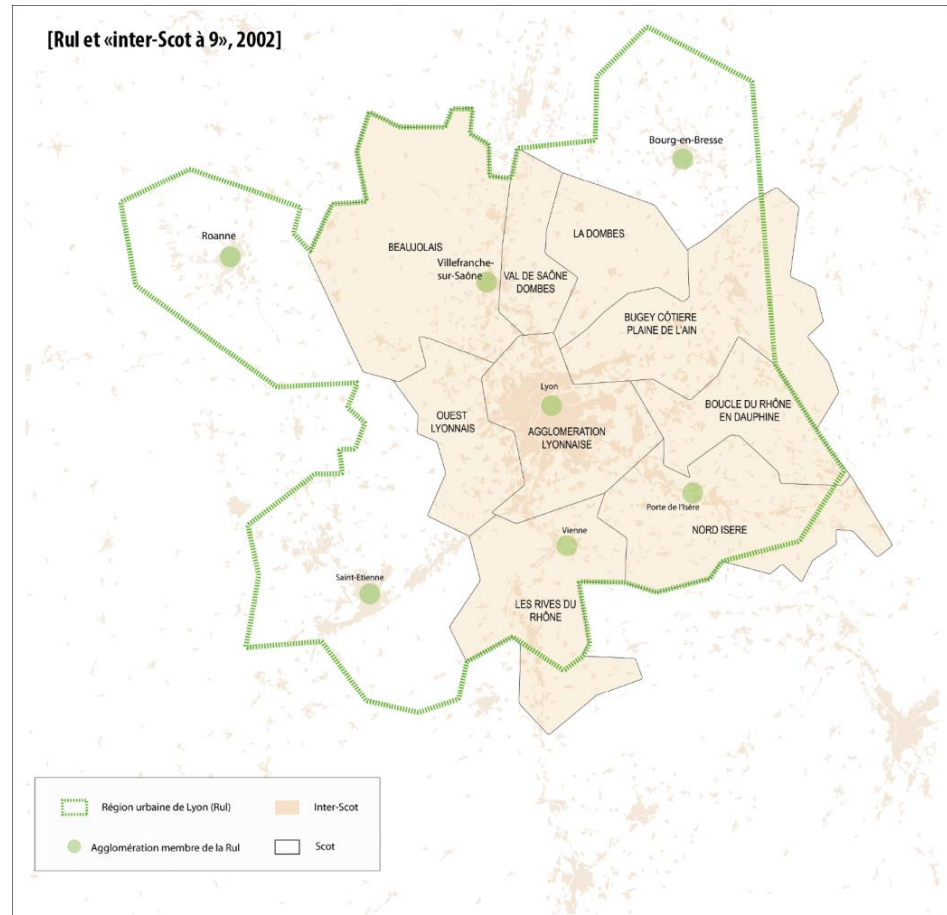 [Rul et «inter-Scot à 9», 2002]
Bourg-en-Bresse
Roanne
LA DOMBES
BEAUJOLAIS
Villefranche-
sur-Saône
VAL DE SAÔNE
DOMBES
BUGEY CÔTIERE
PLAINE DE L'AIN
Lyon
BOUCLE DU RHÔNE
EN DAUPHINE
OUEST
LYONNAIS
AGGLOMERATION
LYONNAISE
Porte de l'Isère
NORD ISERE
Vienne
Saint-Etienne
LES RIVES DU
RHÔNE
Région urbaine de Lyon (Rul)
Inter-Scot
Agglomération membre de la Rul
Scot